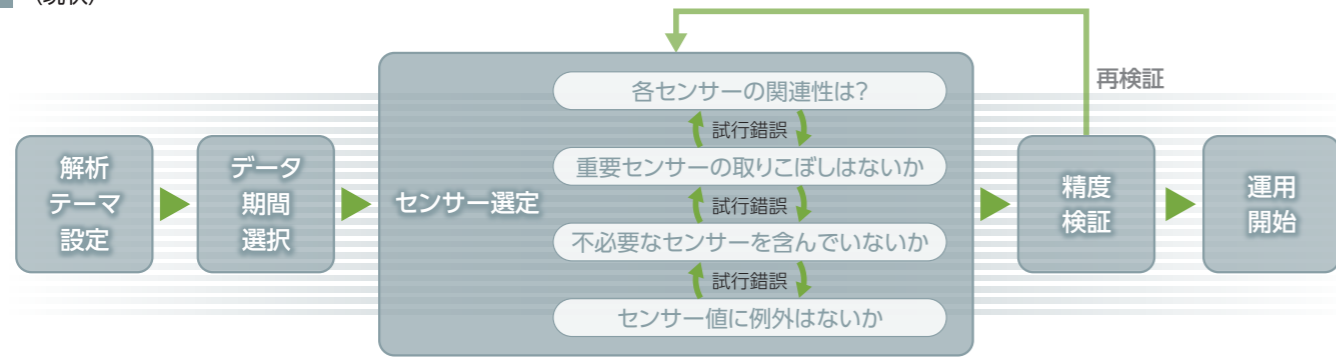 解析
テーマ
設定
データ
期間
選択
センサー選定
各センサーの関連性は?
試行錯誤
重要センサーの取りこぼしはないか
試行錯誤
不必要なセンサーを含んでいないか
試行錯誤
センサー値に例外はないか
再検証
精度
検証
運用
開始